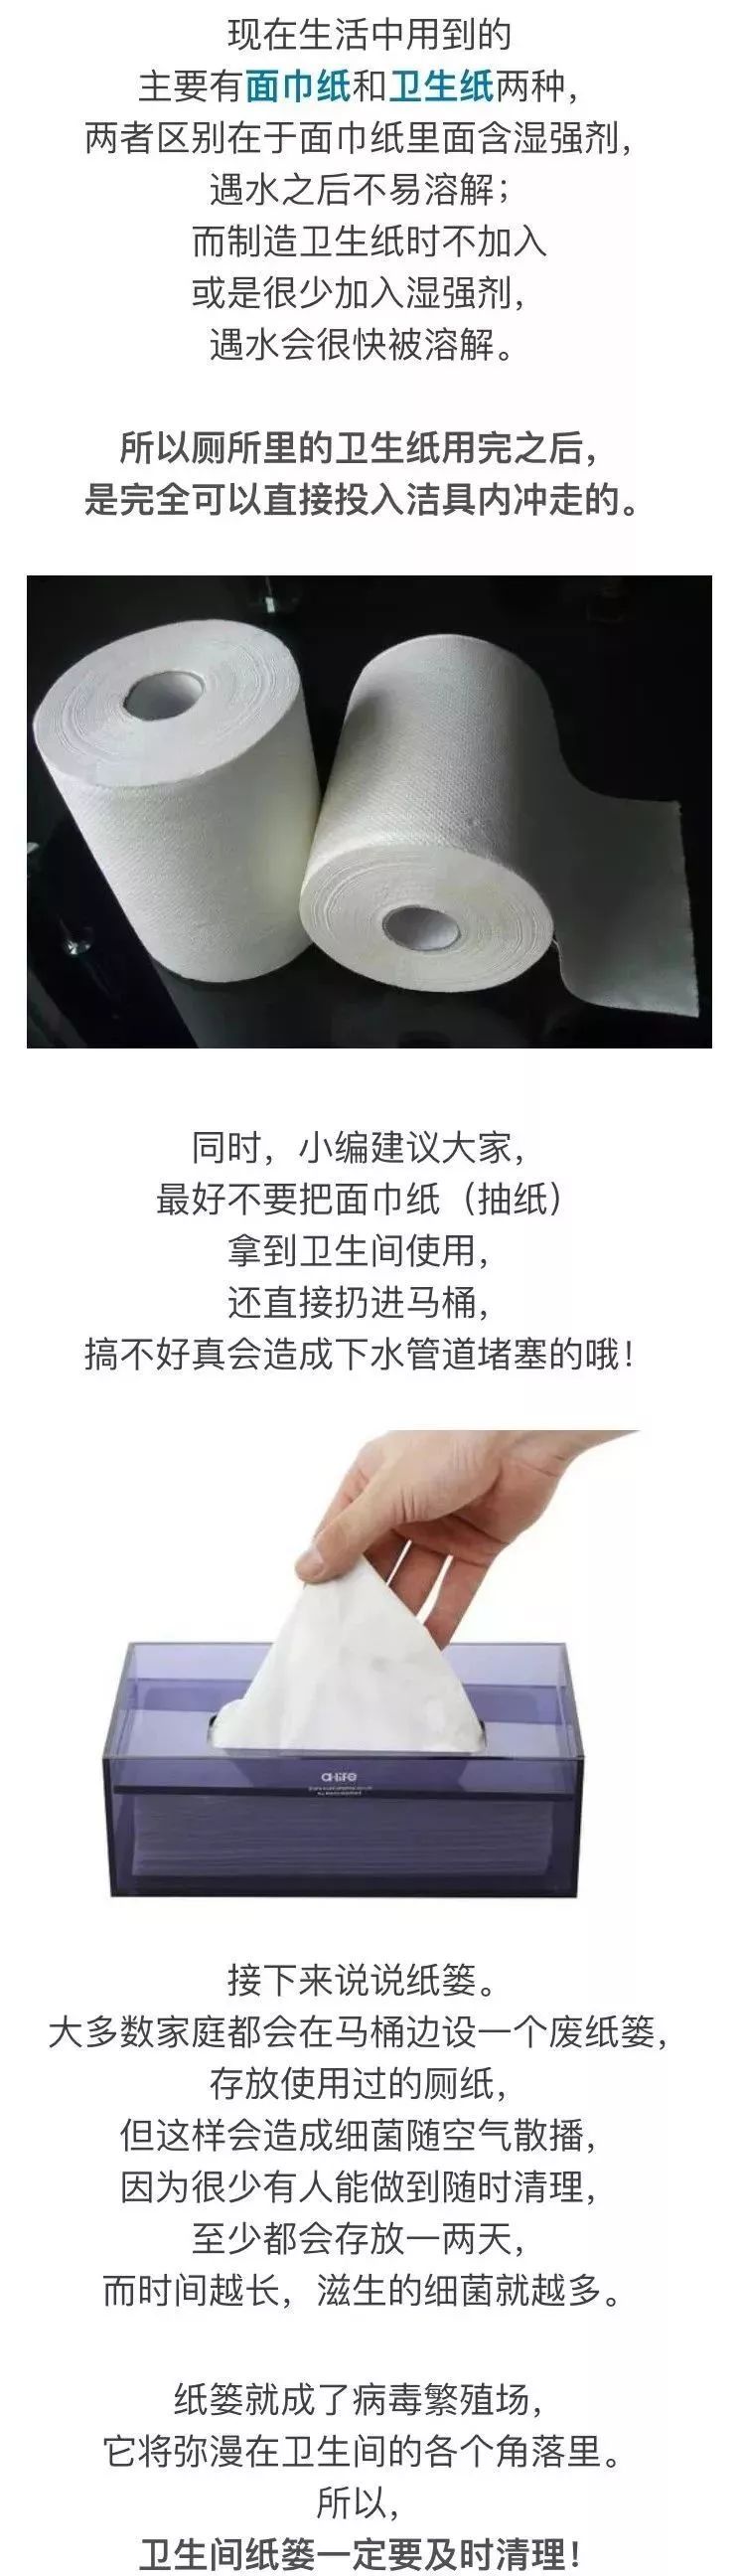 现在生活中用到的
主要有面巾纸和卫生纸两种，
两者区别在于面巾纸里面含湿强剂，
遇水之后不易溶解；
而制造卫生纸时不加入
或是很少加入湿强剂，
遇水会很快被溶解。
所以厕所里的卫生纸用完之后，
是完全可以直接投入洁具内冲走的。
同时，小编建议大家，
最好不要把面巾纸（抽纸）
拿到卫生间使用，
还直接扔进马桶，
搞不好真会造成下水管道堵塞的哦！
接下来说说纸篓。
大多数家庭都会在马桶边设一个废纸篓，
存放使用过的厕纸，
但这样会造成细菌随空气散播，
因为很少有人能做到随时清理，
至少都会存放一两天，
而时间越长，滋生的细菌就越多。
纸篓就成了病毒繁殖场，
它将弥漫在卫生间的各个角落里。
所以，
卫生间纸篓一定要及时清理！